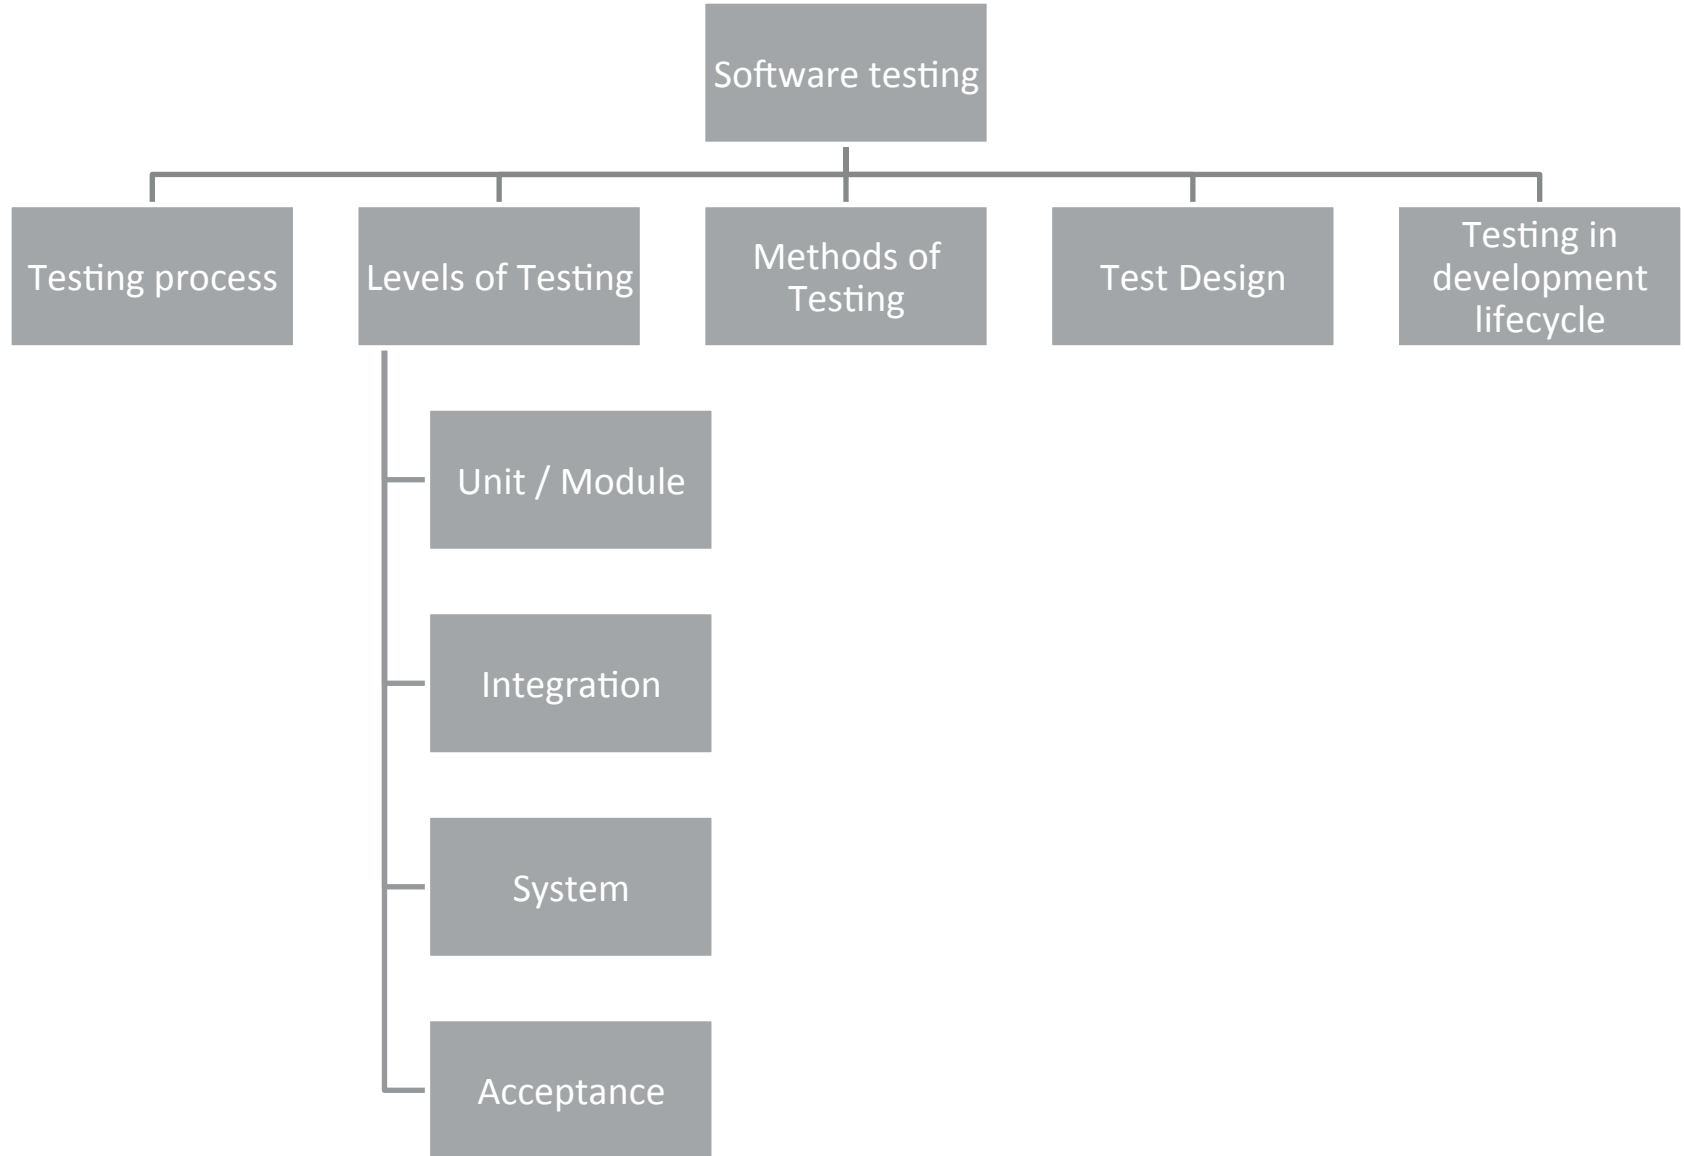 Software testing
Testing process
Levels of Testing
Methods of
Testing
Test Design
Testing in
development
lifecycle
Unit / Module
Integration
System
Acceptance